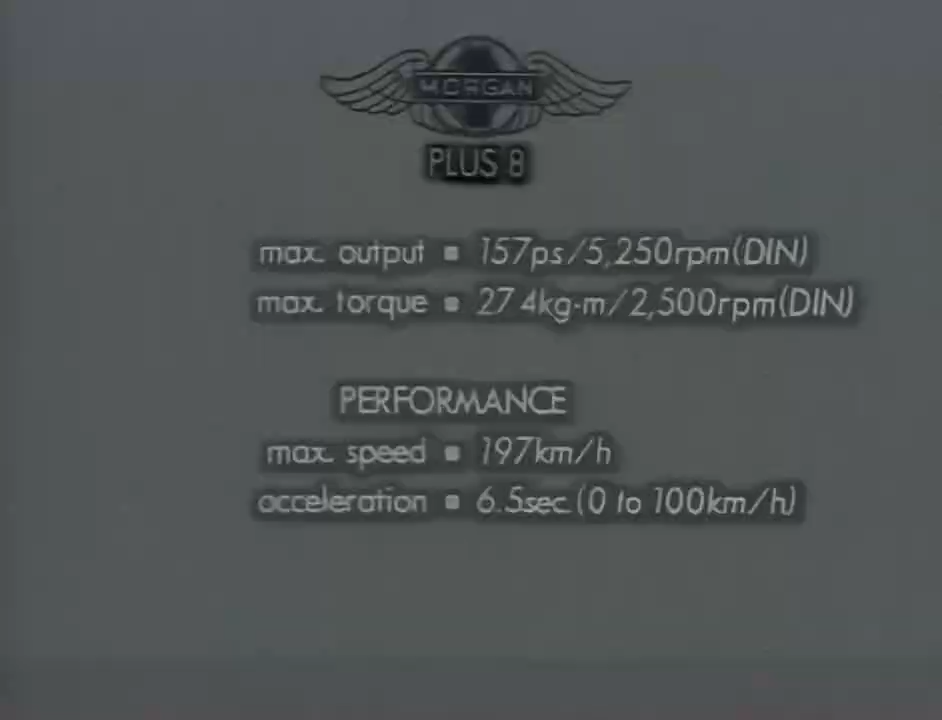 MORGAN
PLUS 8
max. output ■ 157ps/5,250rpm(DIN)
max. torque ■ 27.4kg-m/2,500rpm(DIN)
PERFORMANCE
max. speed ■ 197km/h
acceleration ■ 6.5sec.(0 to 100km/h)